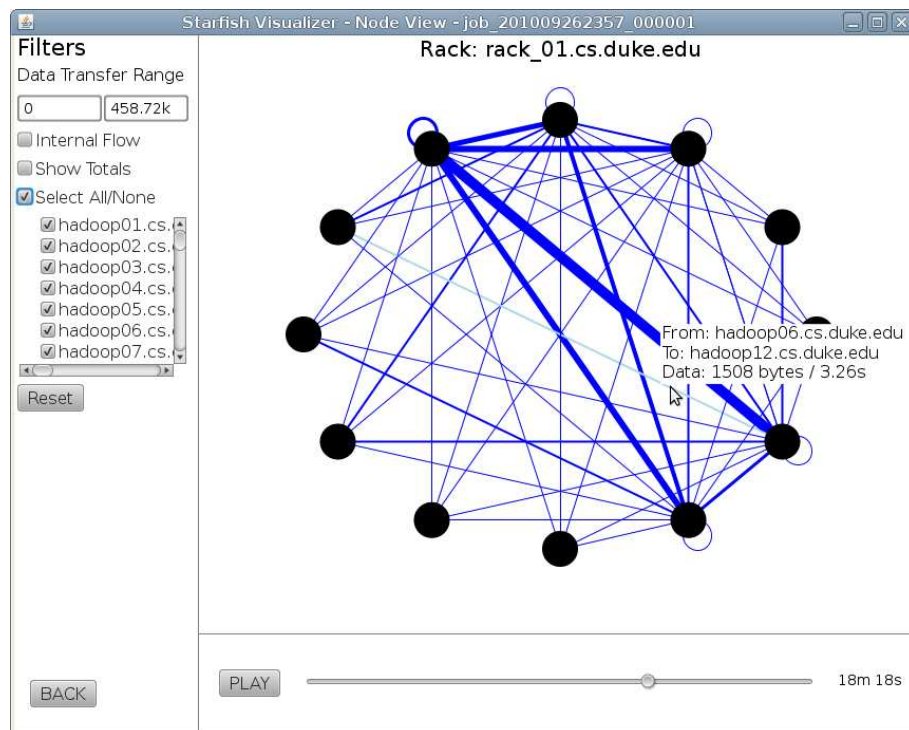 Starfish Visualizer - Node View - job_201009262357_000001
Filters
Data Transfer Range
0 458.72k
Internal Flow
Show Totals
Select All/None
hadoop01.cs.
hadoop02.cs.
hadoop03.cs.
hadoop04.cs.
hadoop05.cs.
hadoop06.cs.
hadoop07.cs.
Reset
BACK
Rack: rack_01.cs.duke.edu
From: hadoop06.cs.duke.edu
To: hadoop12.cs.duke.edu
Data: 1508 bytes / 3.26s
PLAY
18m 18s